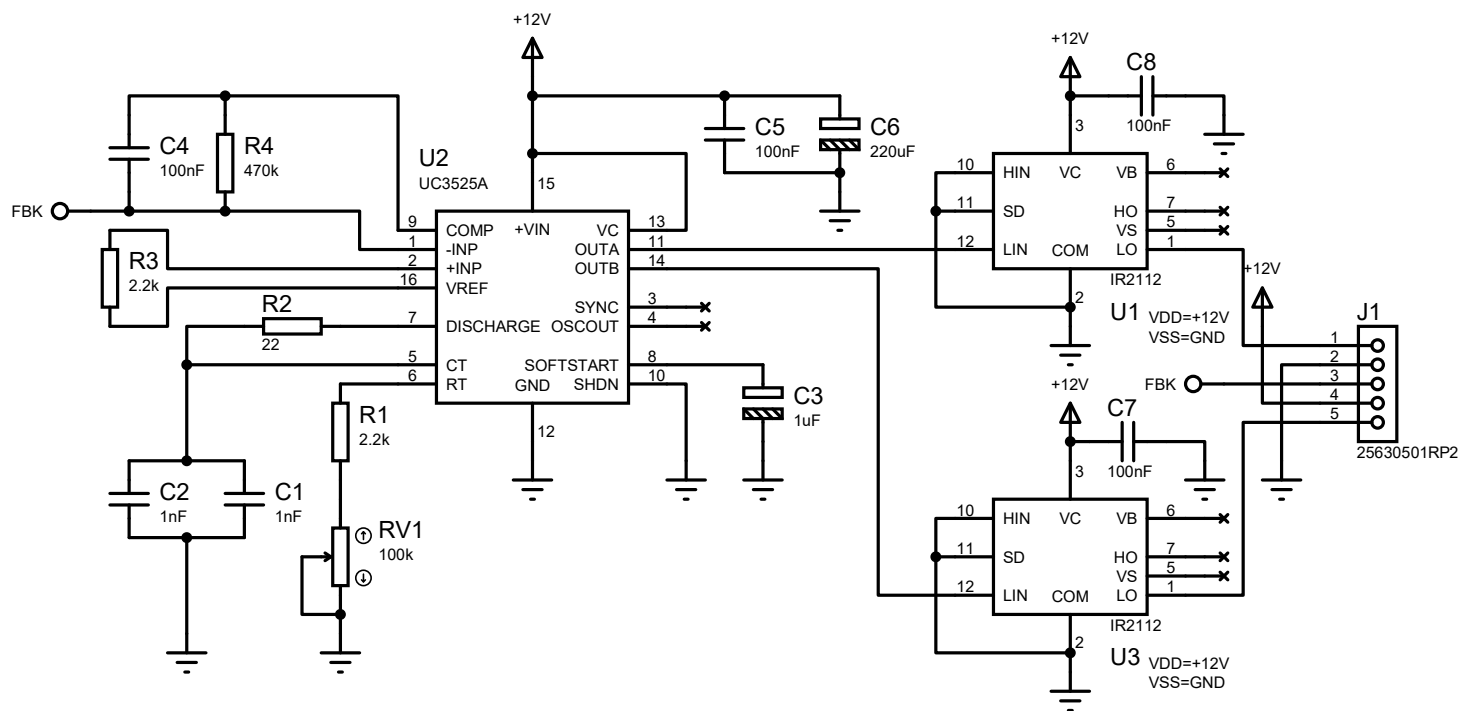 +12V
+12V
C8
100nF
3
C4
100nF
R4
470k
C5
100nF
C6
220uF
U2
UC3525A
15
FBK
9 COMP +VIN VC 13
1 -INP OUTA 11
2 +INP OUTB 14
16 VREF
SYNC 3
7 DISCHARGE OSCOUT 4
5 CT SOFTSTART 8
6 RT GND SHDN 10
12
R3
2.2k
R2
22
R1
2.2k
C3
1uF
C2
1nF
C1
1nF
RV1
100k
10 HIN VC VB 6
11 SD HO 7
VS 5
12 LIN COM LO 1
2
IR2112
U1
VDD=+12V
VSS=GND
+12V
J1
1
2
FBK 3
4
5
25630501RP2
+12V
C7
100nF
3
10 HIN VC VB 6
11 SD HO 7
VS 5
12 LIN COM LO 1
2
IR2112
U3
VDD=+12V
VSS=GND